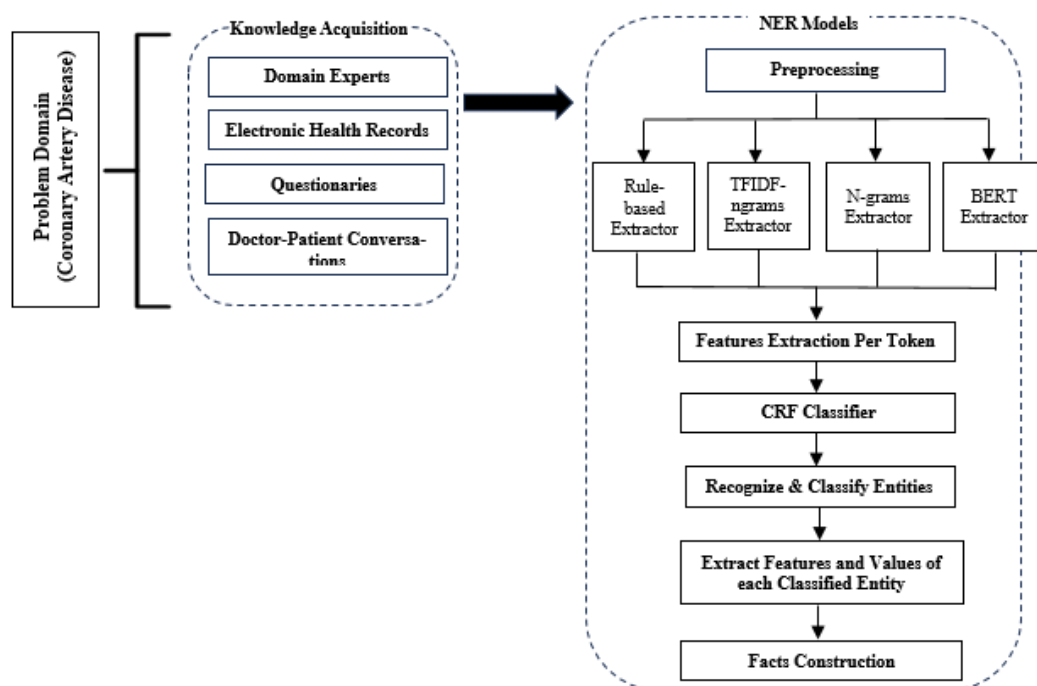 Problem Domain
((Coronary Artery Disease)
Knowledge Acquisition
Domain Experts
Electronic Health Records
Questionaries
Doctor-Patient Conversa-
tions
NER Models
Preprocessing
Rule-
based
Extractor
TFIDF-
ngrams
Extractor
N-grams
Extractor
BERT
Extractor
Features Extraction Per Token
CRF Classifier
Recognize & Classify Entities
Extract Features and Values of
each Classified Entity
Facts Construction